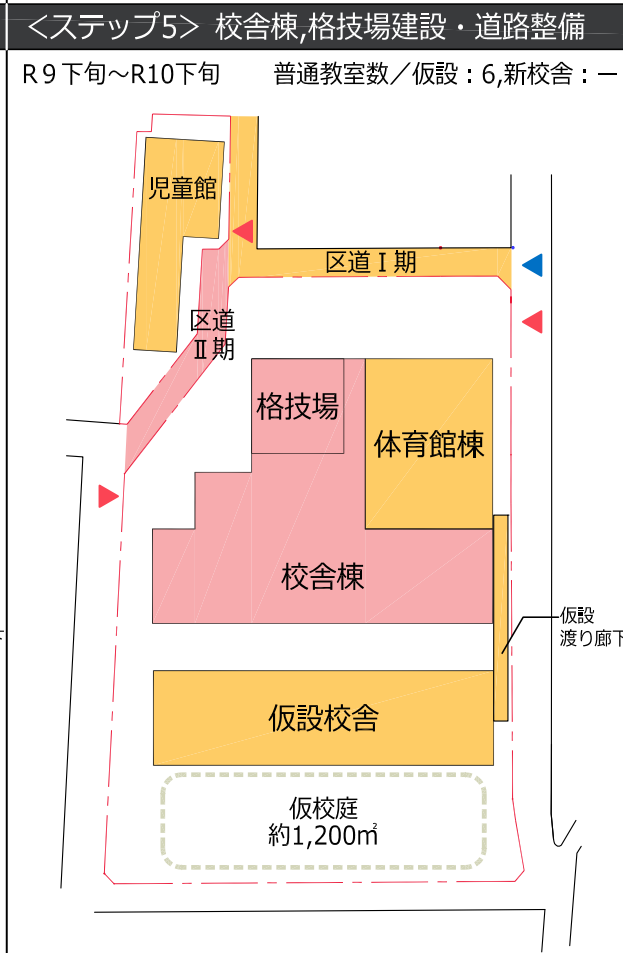 <ステップ5> 校舎棟,格技場建設・道路整備
R9下旬～R10下旬 普通教室数／仮設：6,新校舎：－
児童館
区道Ⅰ期
区道
Ⅱ期
格技場
体育館棟
校舎棟
仮設
渡り廊下
仮設校舎
仮校庭
約1,200㎡